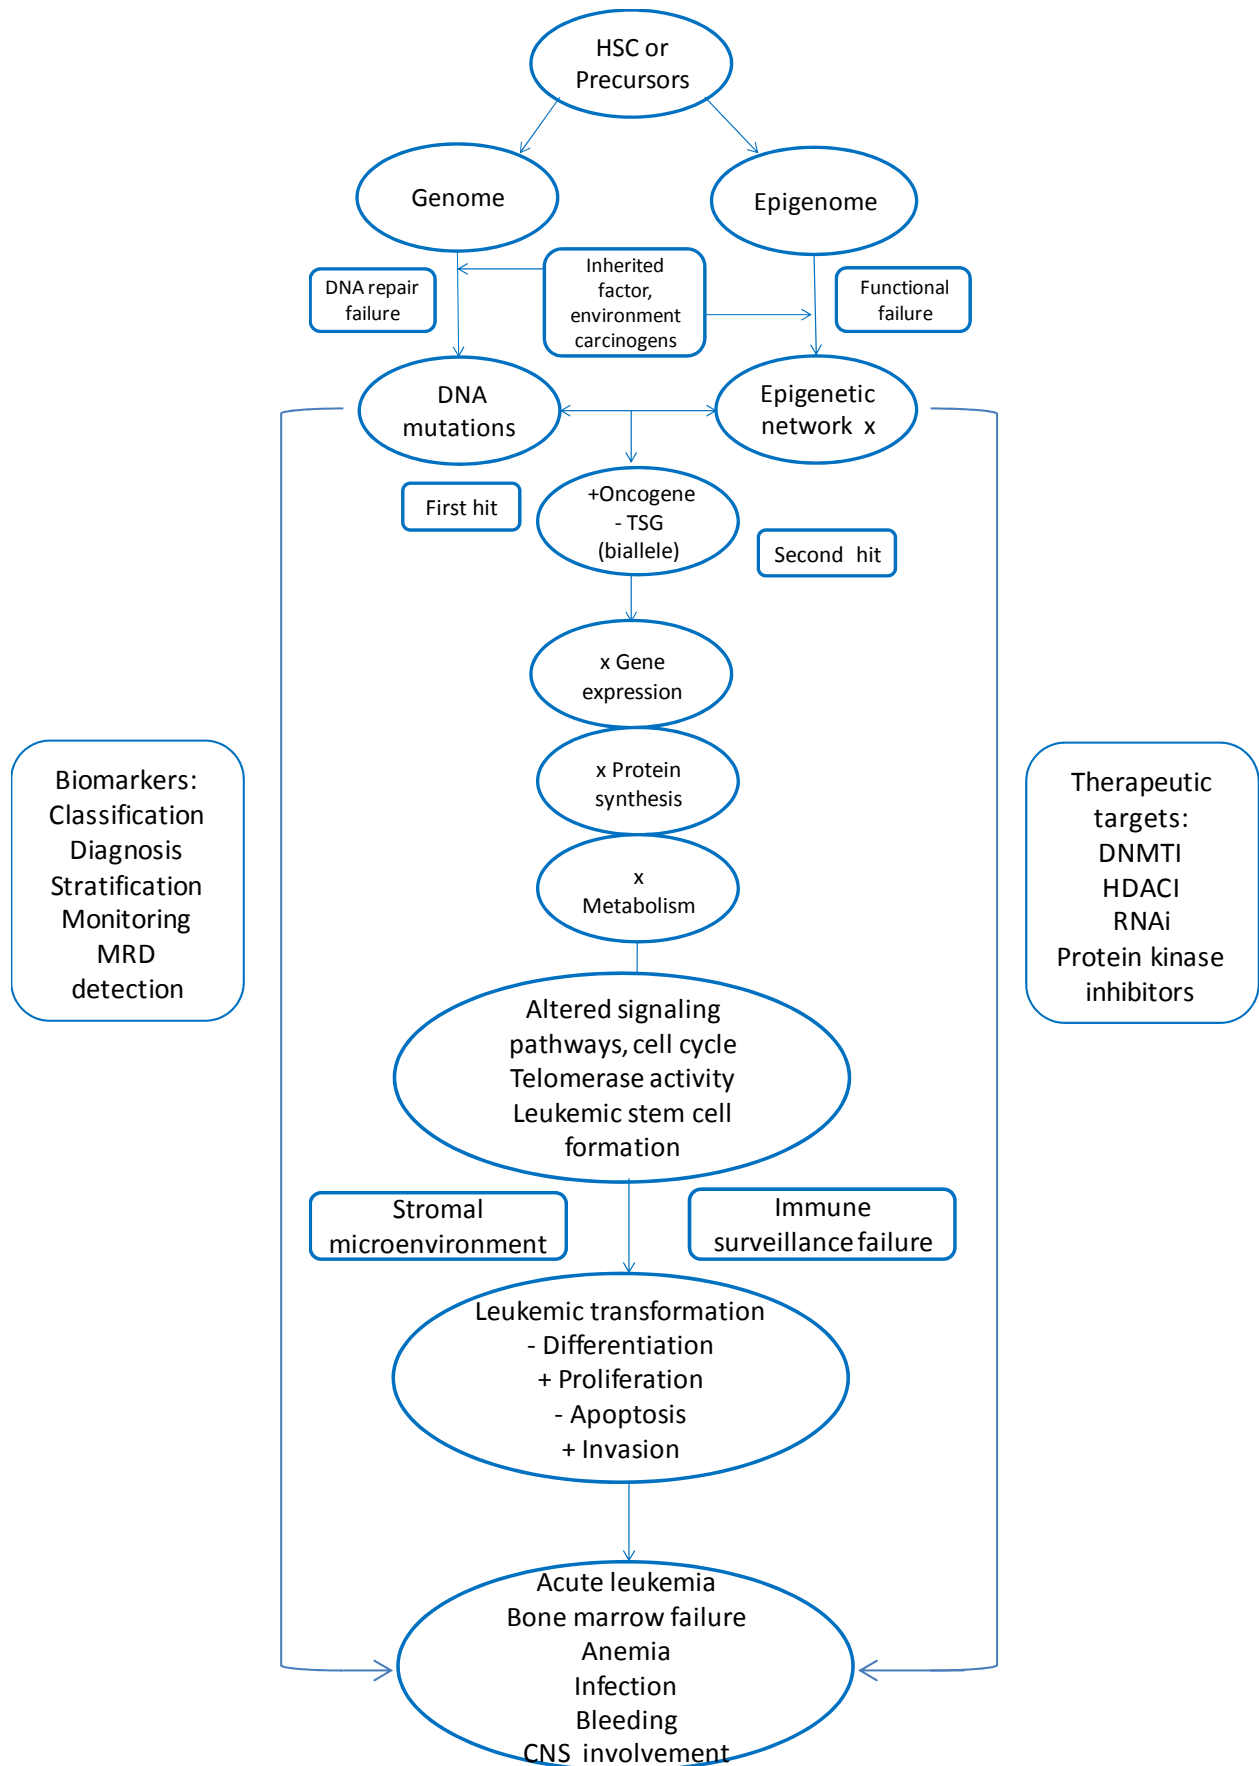 HSC or
Precursors
Genome
Epigenome
DNA repair
failure
Inherited
factor,
environment
carcinogens
Functional
failure
DNA
mutations
Epigenetic
network x
First hit
+Oncogene
- TSG
(biallele)
Second hit
x Gene
expression
x Protein
synthesis
x
Metabolism
Biomarkers:
Classification
Diagnosis
Stratification
Monitoring
MRD
detection
Therapeutic
targets:
DNMTI
HDACI
RNAi
Protein kinase
inhibitors
Altered signaling
pathways, cell cycle
Telomerase activity
Leukemic stem cell
formation
Stromal
microenvironment
Immune
surveillance failure
Leukemic transformation
- Differentiation
+ Proliferation
- Apoptosis
+ Invasion
Acute leukemia
Bone marrow failure
Anemia
Infection
Bleeding
CNS involvement